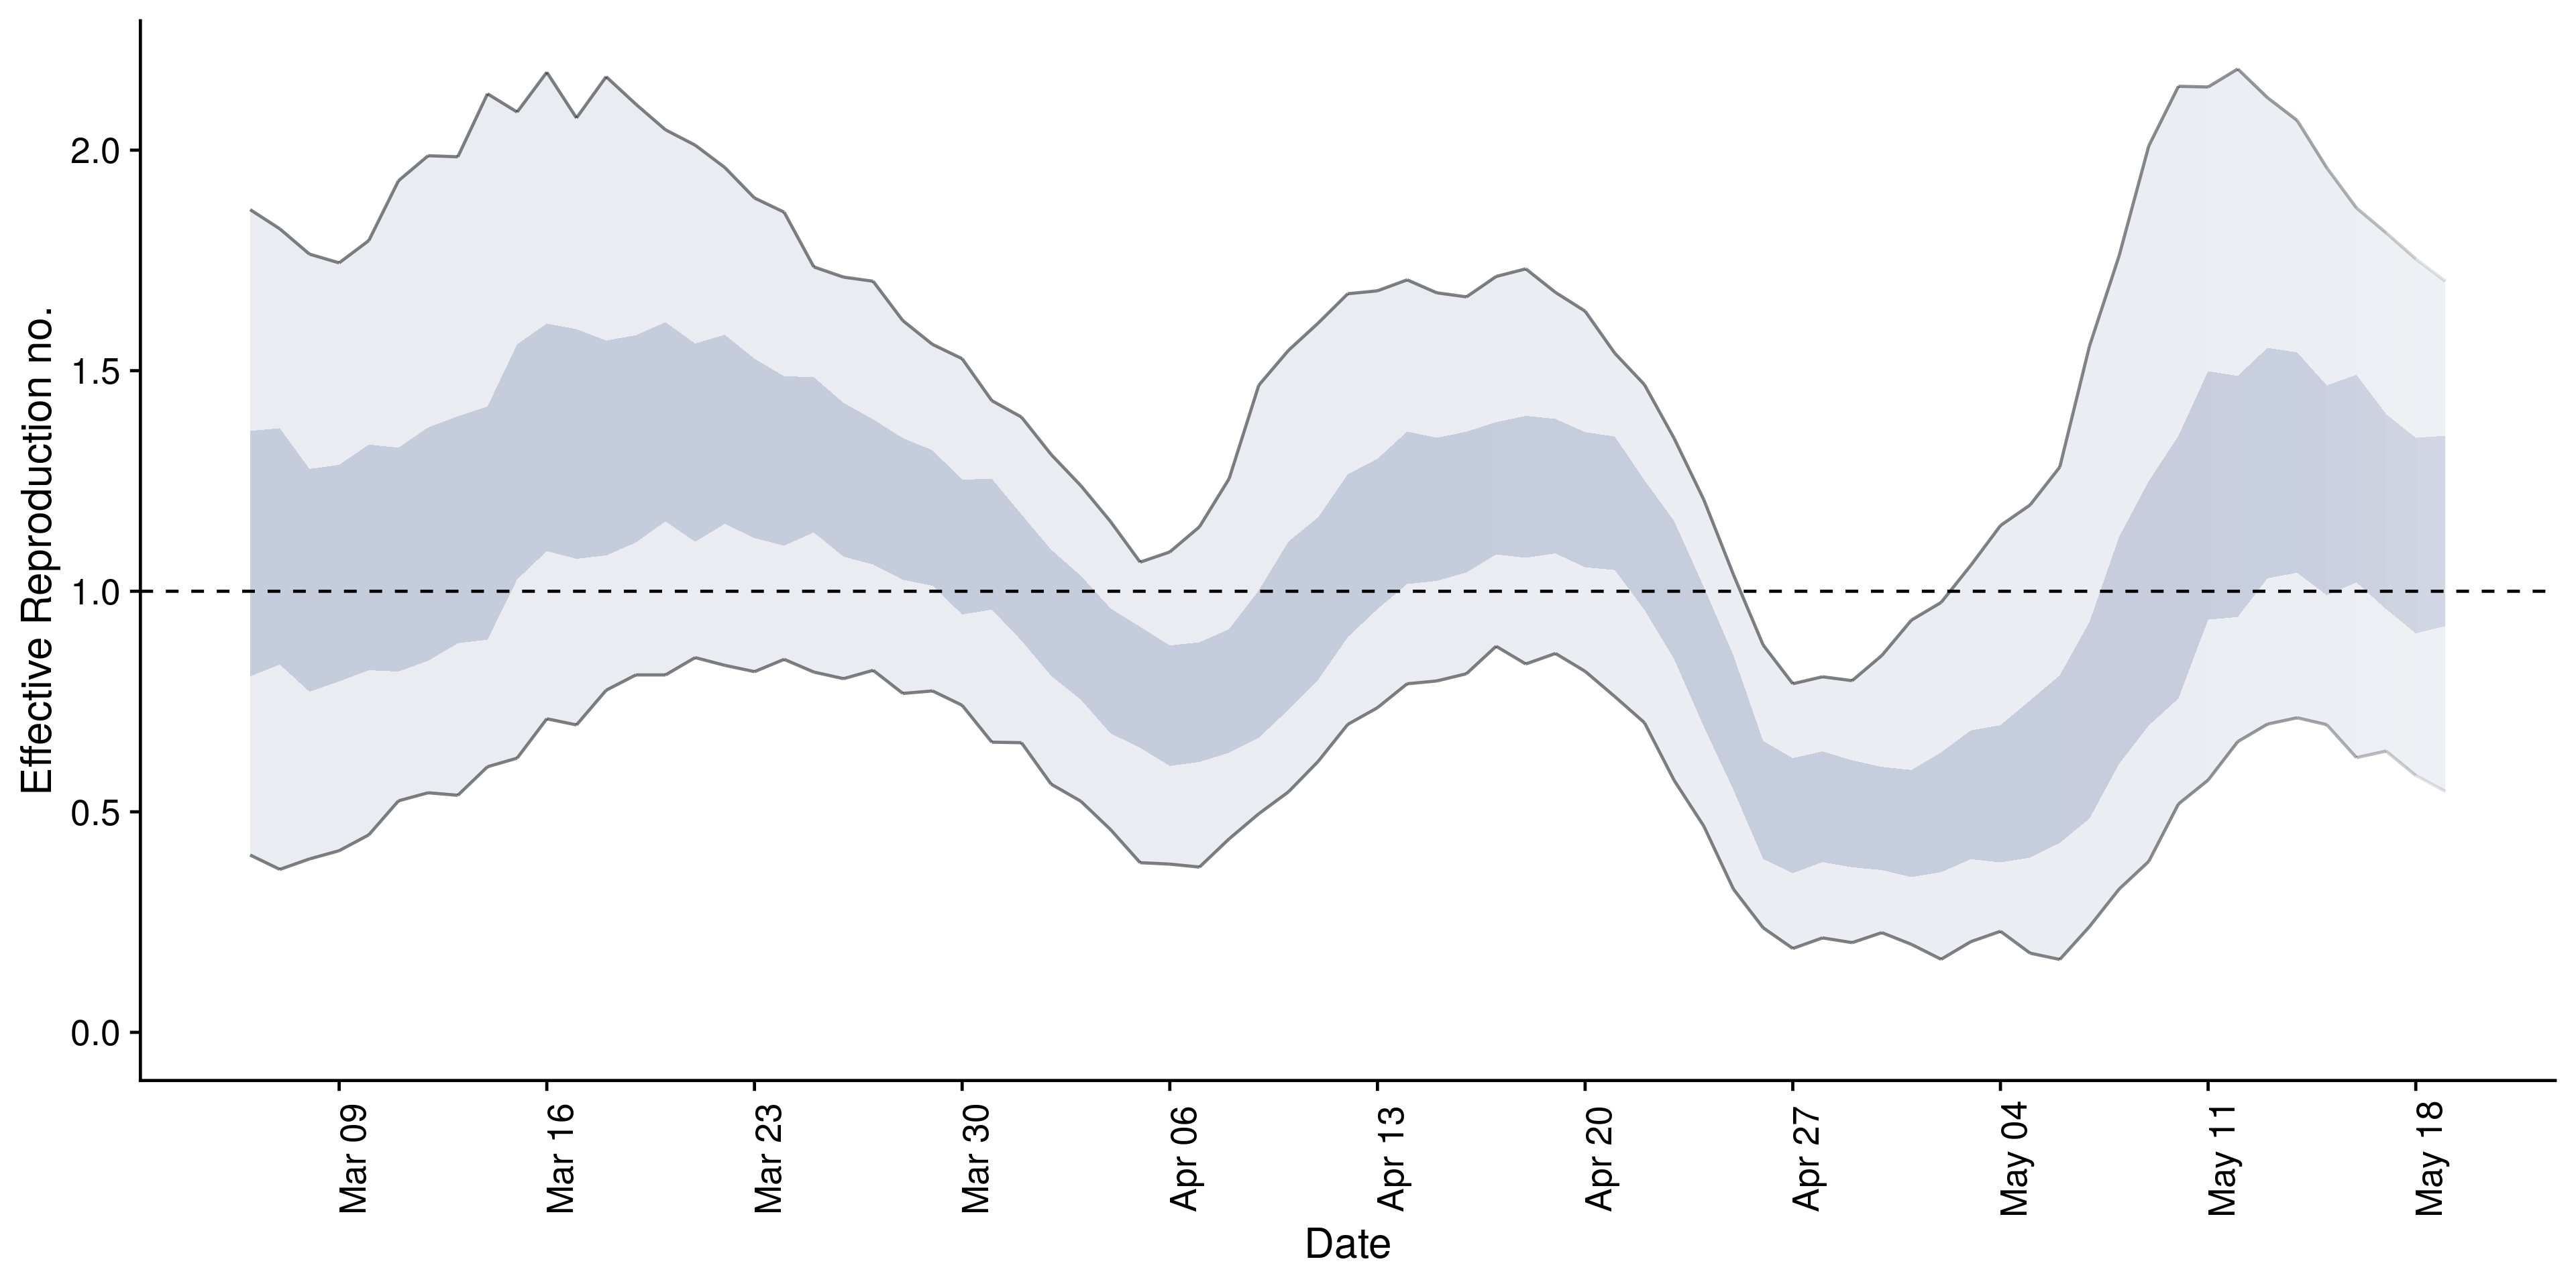 Effective Reproduction no.
2.0
1.5
1.0
0.5
0.0
Mar 09
Mar 16
Mar 23
Mar 30
Apr 06
Apr 13
Apr 20
Apr 27
May 04
May 11
May 18
Date